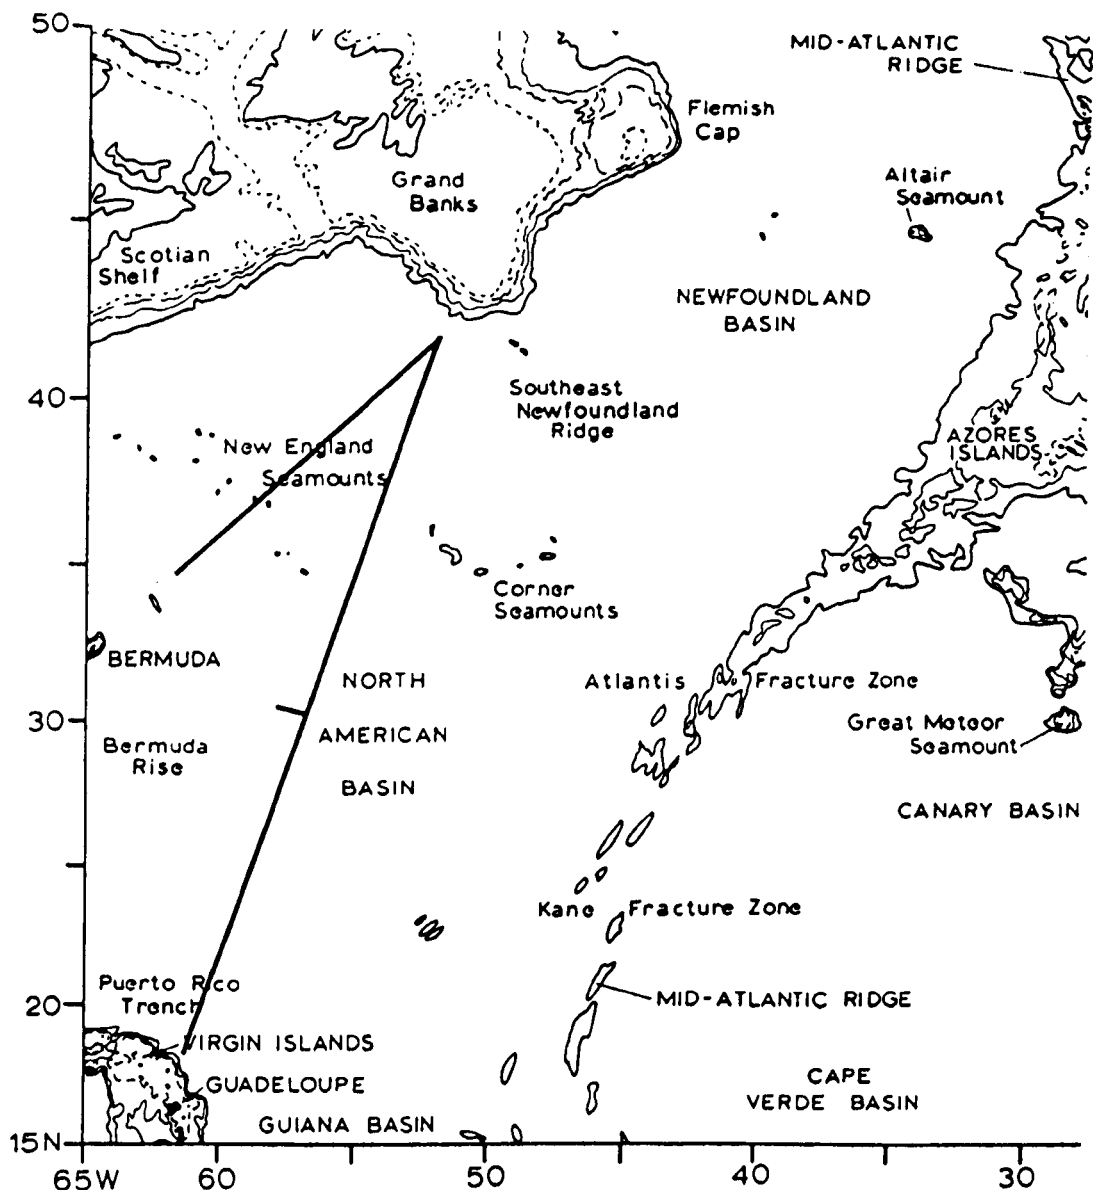 50
MID-ATLANTIC
RIDGE
Flemish
Cap
Grand
Banks
Altair
Seamount
Scotian
Shelf
NEWFOUNDLAND
BASIN
40
Southeast
Newfoundland
Ridge
New England
Seamounts
AZORES
ISLANDS
Corner
Seamounts
BERMUDA
NORTH
AMERICAN
BASIN
Atlantis Fracture Zone
30
Great Meteor
Seamount
Bermuda
Rise
CANARY BASIN
Kane Fracture Zone
Puerto Rico
Trench
20
MID-ATLANTIC RIDGE
VIRGIN ISLANDS
GUADELOUPE
CAPE
VERDE BASIN
GUIANA BASIN
15N
65W 60 50 40 30